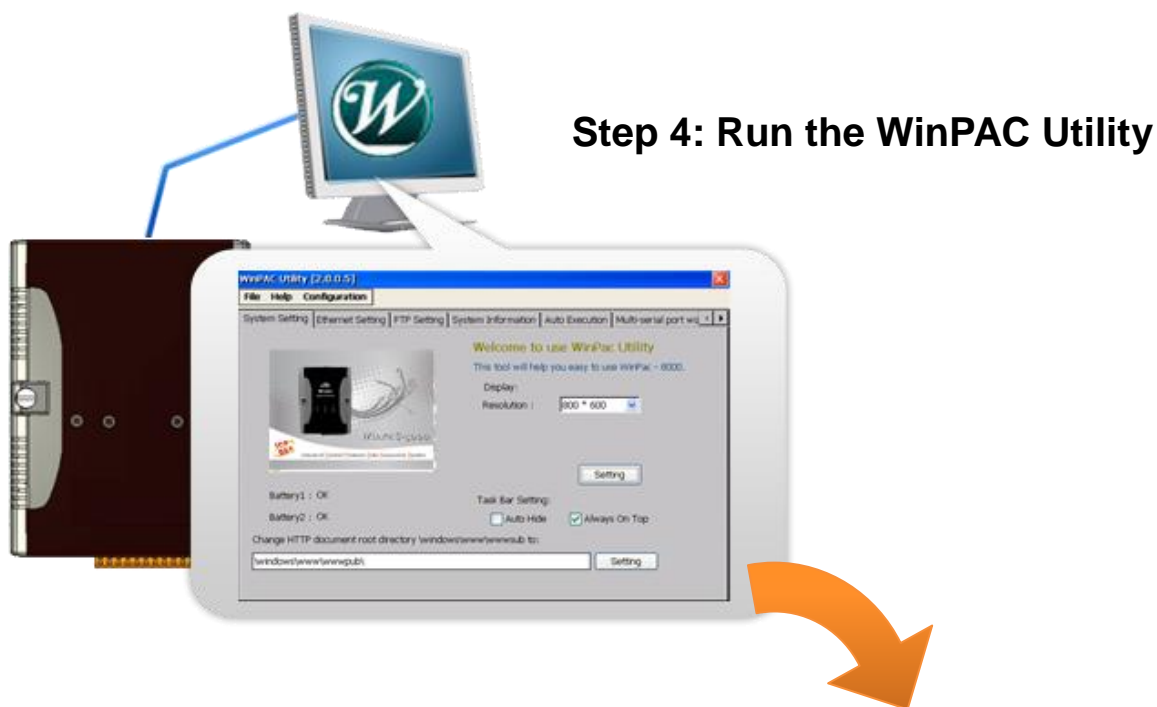 W
Step 4: Run the WinPAC Utility
WinPAC Utility [2.0.0.5]
File Help Configuration
System Setting Ethernet Setting FTP Setting System Information Auto Execution Multi-serial port
Welcome to use WinPac Utility
This tool will help you easy to use WinPac - 8000.
Display:
Resolution : 800 * 600
Setting
Battery1 : OK
Task Bar Setting:
Battery2 : OK
Auto Hide Always On Top
Change HTTP document root directory \windows\www\wwwpub to:
\windows\www\wwwpub\ Setting